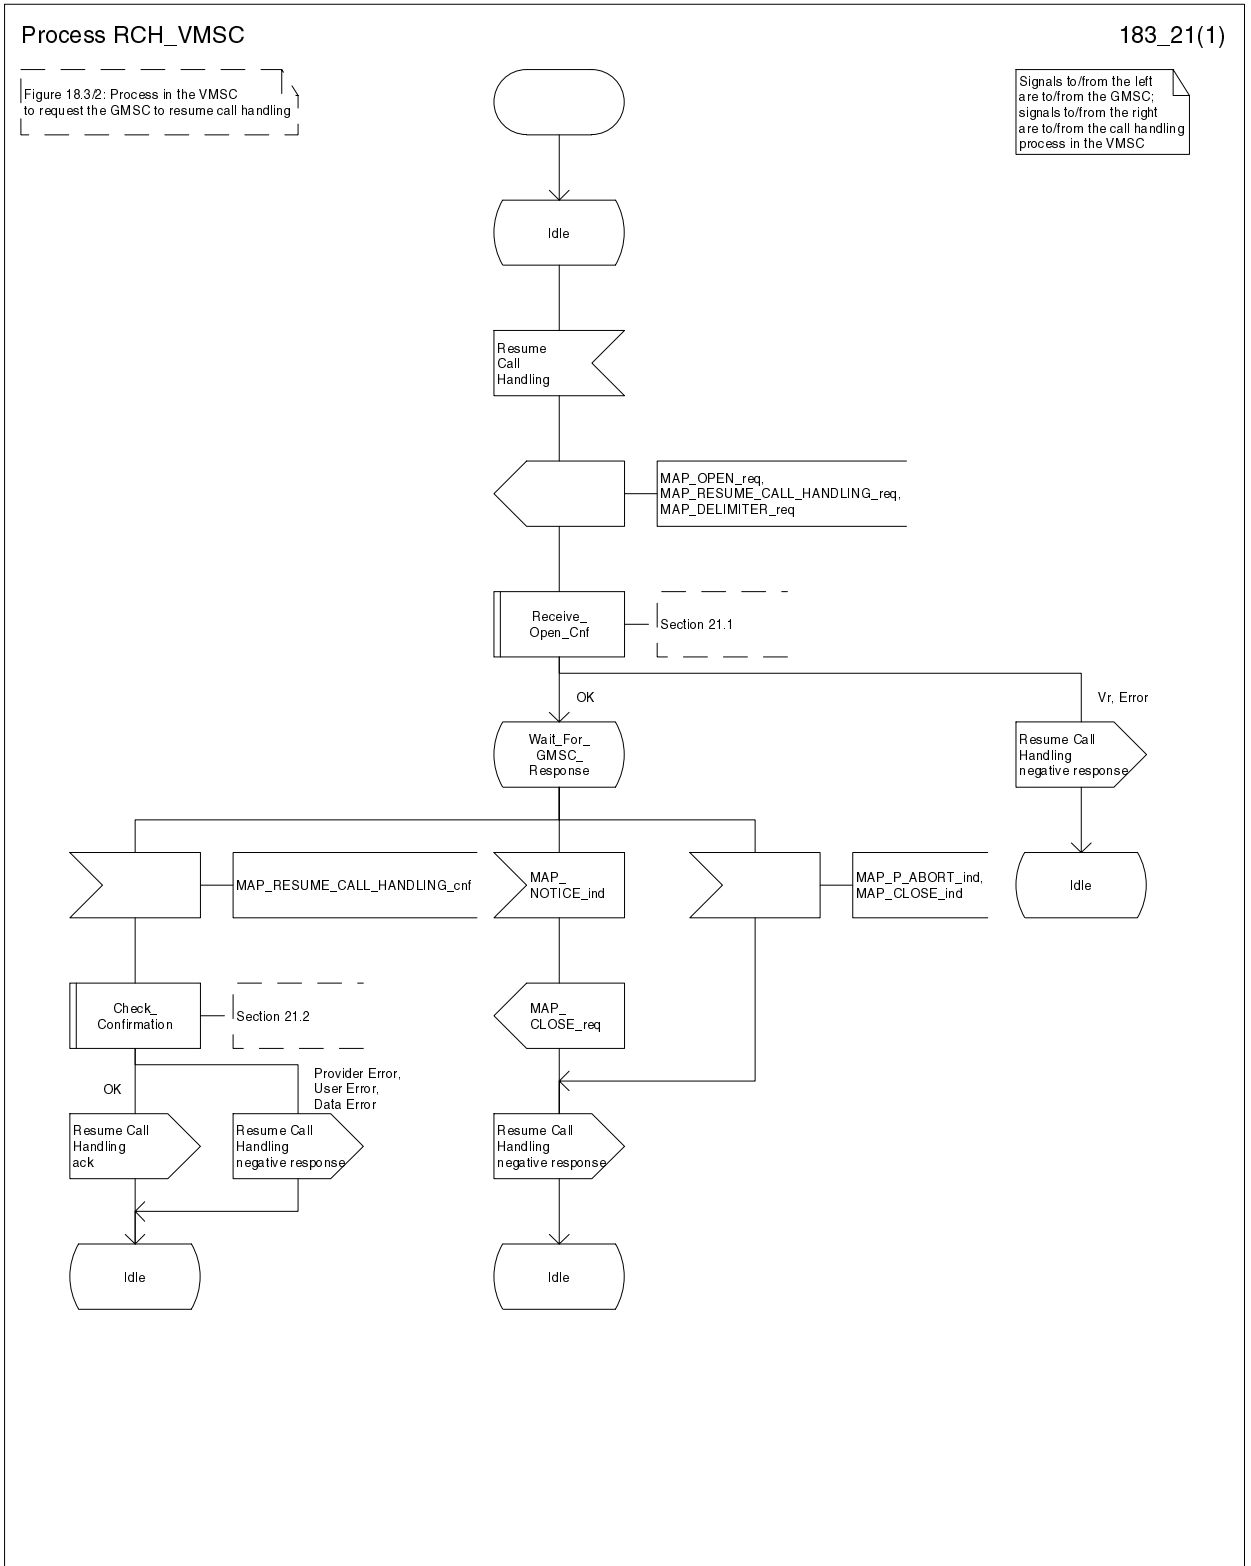 Process RCH_VMSC
183_21(1)
Figure 18.3/2: Process in the VMSC
to request the GMSC to resume call handling
Signals to/from the left
are to/from the GMSC;
signals to/from the right
are to/from the call handling
process in the VMSC
Idle
Resume
Call
Handling
MAP_OPEN_req,
MAP_RESUME_CALL_HANDLING_req,
MAP_DELIMITER_req
Receive_
Open_Cnf
Section 21.1
OK
Vr, Error
Wait_For_
GMSC_
Response
Resume Call
Handling
negative response
MAP_RESUME_CALL_HANDLING_cnf
MAP_
NOTICE_ind
MAP_P_ABORT_ind,
MAP_CLOSE_ind
Idle
Check_
Confirmation
Section 21.2
MAP_
CLOSE_req
OK
Provider Error,
User Error,
Data Error
Resume Call
Handling
ack
Resume Call
Handling
negative response
Resume Call
Handling
negative response
Idle
Idle